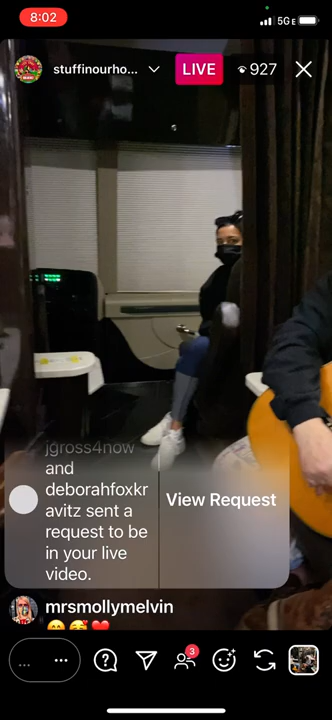 8:02
5GE
stuffinourho...
LIVE
927
jgross4now
and
deborahfoxkr
avitz sent a
request to be
in your live
video.
View Request
mrsmollymelvin
😊🥰❤️
3